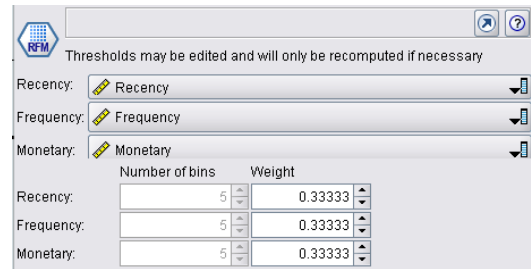 RFM
Thresholds may be edited and will only be recomputed if necessary
Recency: Recency
Frequency: Frequency
Monetary: Monetary
Number of bins Weight
Recency: 5 0.33333
Frequency: 5 0.33333
Monetary: 5 0.33333